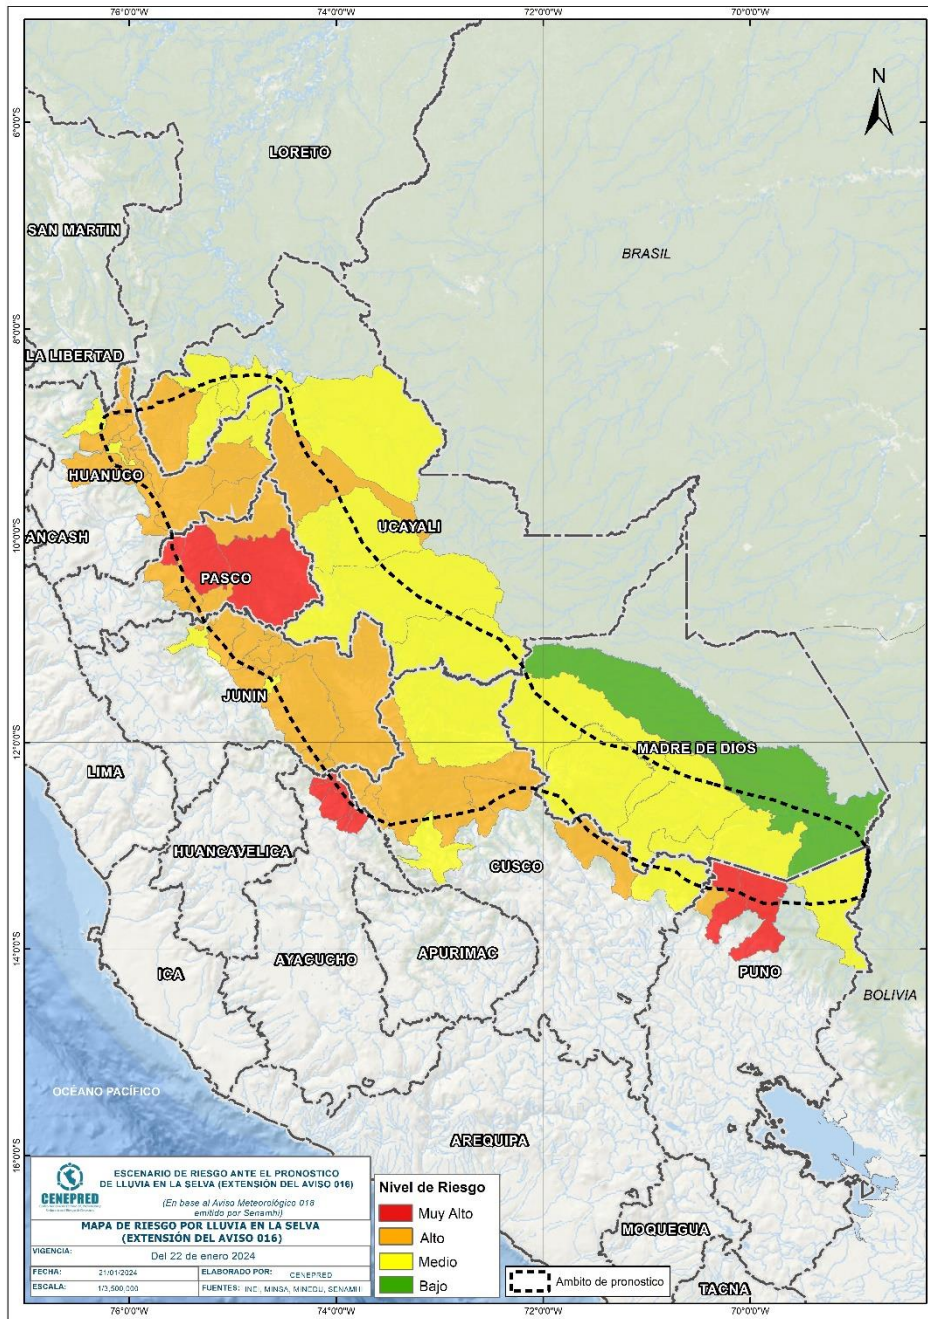 76°0'0"W
74°0'0"W
72°0'0"W
70°0'0"W
N
6°0'0"S
8°0'0"S
10°0'0"S
12°0'0"S
14°0'0"S
16°0'0"S
LORETO
SAN MARTIN
BRASIL
LA LIBERTAD
HUANUCO
ANCASH
UCAYALI
PASCO
JUNIN
MADRE DE DIOS
LIMA
HUANCAVELICA
CUSCO
AYACUCHO
APURIMAC
ICA
PUNO
BOLIVIA
OCÉANO PACÍFICO
AREQUIPA
MOQUEGUA
TACNA
CENEPRED
ESCENARIO DE RIESGO ANTE EL PRONOSTICO
DE LLUVIA EN LA SELVA (EXTENSIÓN DEL AVISO 016)
(En base al Aviso Meteorológico 018
emitido por Senamhi)
MAPA DE RIESGO POR LLUVIA EN LA SELVA
(EXTENSIÓN DEL AVISO 016)
VIGENCIA:
Del 22 de enero 2024
FECHA: 21/01/2024 ELABORADO POR: CENEPRED
ESCALA: 1/3,500,000 FUENTES: INEI, MINSA, MINEDU, SENAMHI
Nivel de Riesgo
Muy Alto
Alto
Medio
Bajo
Ambito de pronostico
76°0'0"W
74°0'0"W
72°0'0"W
70°0'0"W